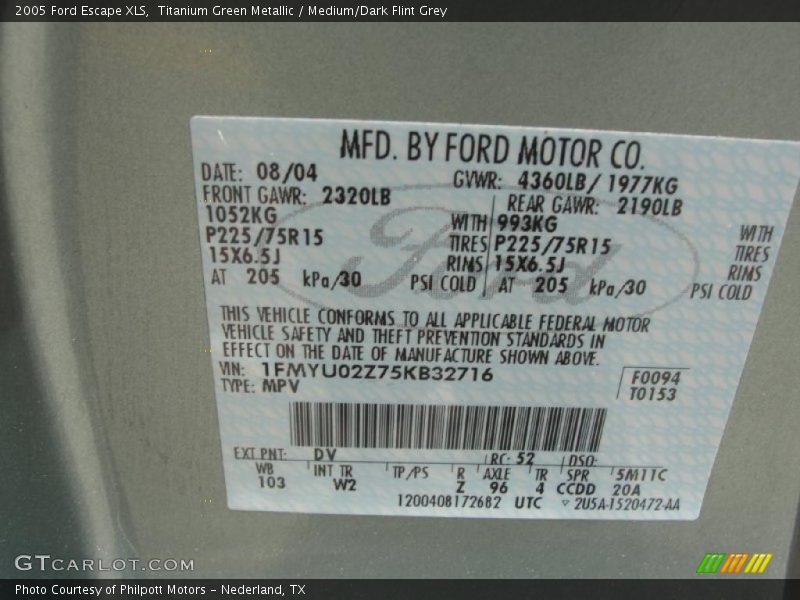 2005 Ford Escape XLS,  Titanium Green Metallic / Medium/Dark Flint Grey
MFD. BY FORD MOTOR CO.
DATE: 08/04 GVWR: 4360LB/ 1977KG
FRONT GAWR: 2320LB REAR GAWR: 2190LB
1052KG WITH 993KG WITH
P225/75R15 TIRES P225/75R15 TIRES
15X6.5J RIMS 15X6.5J RIMS
AT 205 kPa/30 PSI COLD AT 205 kPa/30 PSI COLD
THIS VEHICLE CONFORMS TO ALL APPLICABLE FEDERAL MOTOR
VEHICLE SAFETY AND THEFT PREVENTION STANDARDS IN
EFFECT ON THE DATE OF MANUFACTURE SHOWN ABOVE.
VIN: 1FMYU02Z75KB32716 F0094
TYPE: MPV T0153
Ford
EXT PNT: DV RC: 52 DSO:
WB INT TR TP/PS R AXLE TR SPR 5M11C
103 W2 Z 96 4 CCDD 20A
1200408172682 UTC 2U5A-1520472-AA
GTCARLOT.COM
Photo Courtesy of Philpott Motors - Nederland, TX